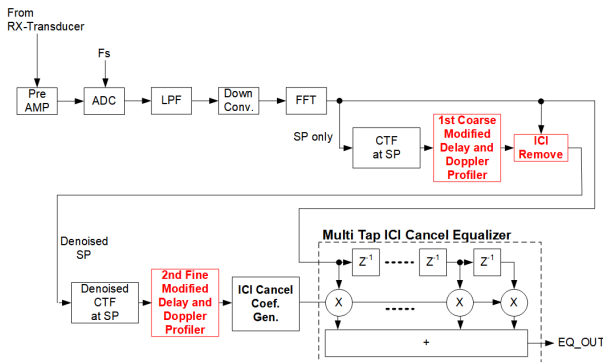 From
RX-Transducer
Fs
Pre
AMP
ADC
LPF
Down
Conv.
FFT
SP only
CTF
at SP
1st Coarse
Modified
Delay and
Doppler
Profiler
ICI
Remove
Denoised
SP
Denoised
CTF
at SP
2nd Fine
Modified
Delay and
Doppler
Profiler
ICI Cancel
Coef.
Gen.
Multi Tap ICI Cancel Equalizer
Z-1
Z-1
Z-1
X
X
X
+
EQ_OUT